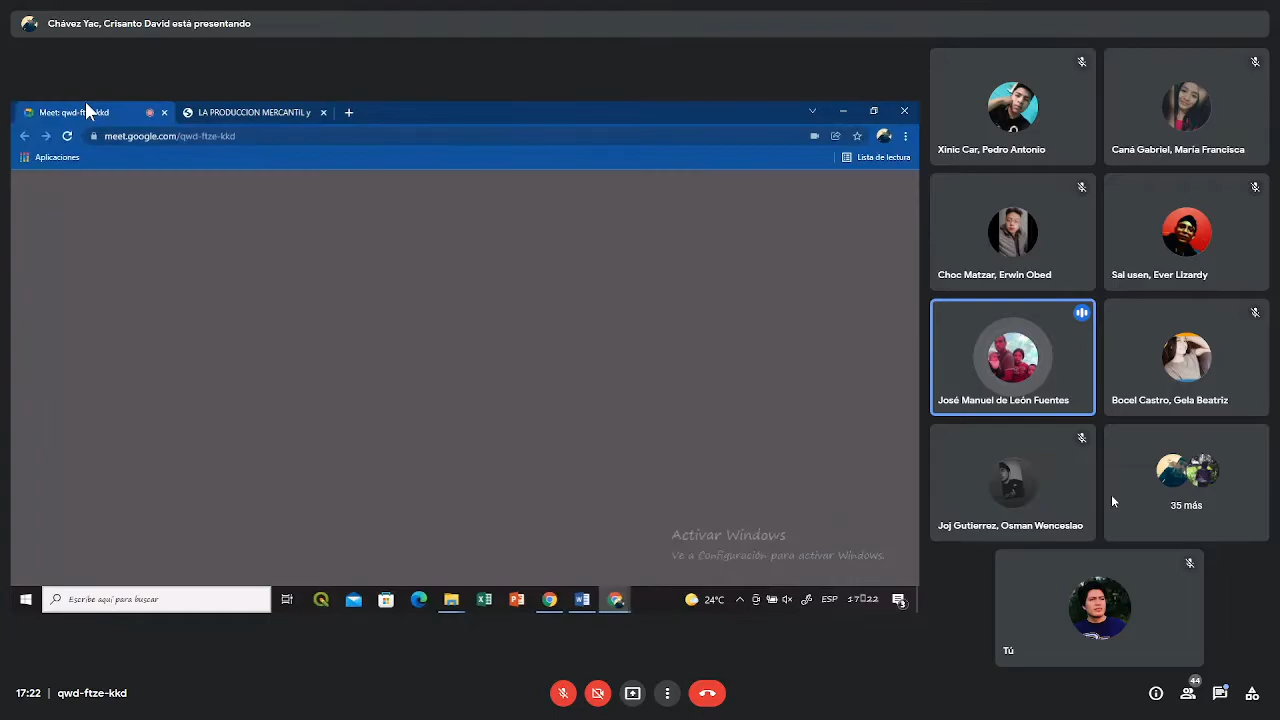 Chávez Yac, Crisanto David está presentando
Meet: qwd-ftze-kkd
LA PRODUCCION MERCANTIL y
meet.google.com/qwd-ftze-kkd
Aplicaciones
Lista de lectura
Activar Windows
Ve a Configuración para activar Windows.
Escribe aquí para buscar
24°C
ESP
17:22
3
Xinic Car, Pedro Antonio
Caná Gabriel, María Francisca
Choc Matzar, Erwin Obed
Sal usen, Ever Lizardy
José Manuel de León Fuentes
Bocel Castro, Gela Beatriz
Joj Gutierrez, Osman Wenceslao
35 más
Tú
17:22 | qwd-ftze-kkd
44